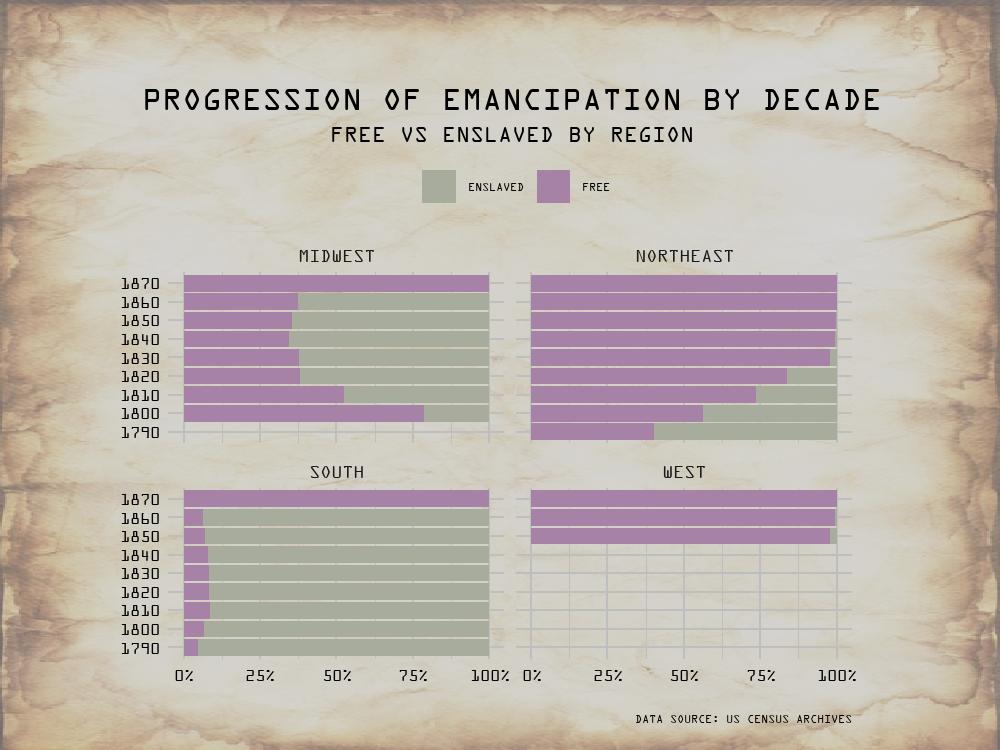 PROGRESSION OF EMANCIPATION BY DECADE
FREE VS ENSLAVED BY REGION
ENSLAVED FREE
MIDWEST NORTHEAST
1870
1860
1850
1840
1830
1820
1810
1800
1790
SOUTH WEST
1870
1860
1850
1840
1830
1820
1810
1800
1790
0% 25% 50% 75% 100% 0% 25% 50% 75% 100%
DATA SOURCE: US CENSUS ARCHIVES